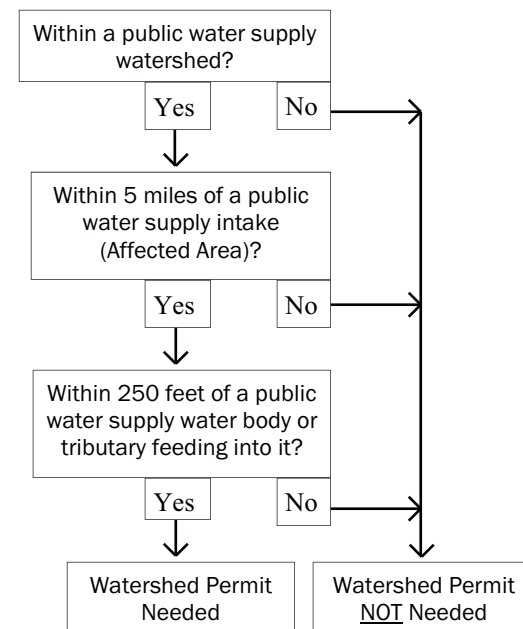 Within a public water supply
watershed?
Yes
No
Within 5 miles of a public
water supply intake
(Affected Area)?
Yes
No
Within 250 feet of a public
water supply water body or
tributary feeding into it?
Yes
No
Watershed Permit
Needed
Watershed Permit
NOT Needed